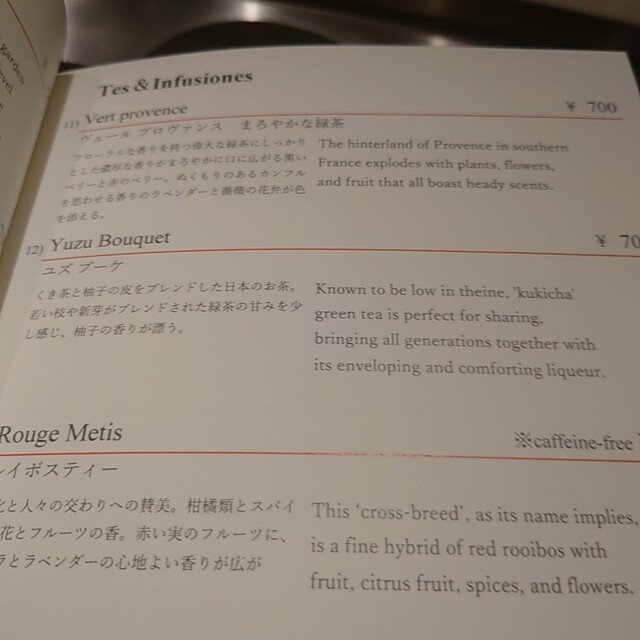 garden
Tes & Infusiones
11) Vert provence ¥ 700
ヴェール プロヴァンス まろやかな緑茶
フローラルな香りを持つ偉大な緑茶にしっかり
とした濃厚な香りがまろやかに口に広がる黒い
ベリーと赤のベリー。ぬくもりのあるカンフル
を思わせる香りのラベンダーと薔薇の花弁が色
を添える。
The hinterland of Provence in southern
France explodes with plants, flowers,
and fruit that all boast heady scents.
12) Yuzu Bouquet ¥ 70
ユズ ブーケ
くき茶と柚子の皮をブレンドした日本のお茶。
若い枝や新芽がブレンドされた緑茶の甘みを少
し感じ、柚子の香りが漂う。
Known to be low in theine, 'kukicha'
green tea is perfect for sharing,
bringing all generations together with
its enveloping and comforting liqueur.
Rouge Metis ※caffeine-free
イボスティー
と人々の交わりへの賛美。柑橘類とスパイ
花とフルーツの香。赤い実のフルーツに、
ラとラベンダーの心地よい香りが広が
This 'cross-breed', as its name implies,
is a fine hybrid of red rooibos with
fruit, citrus fruit, spices, and flowers.